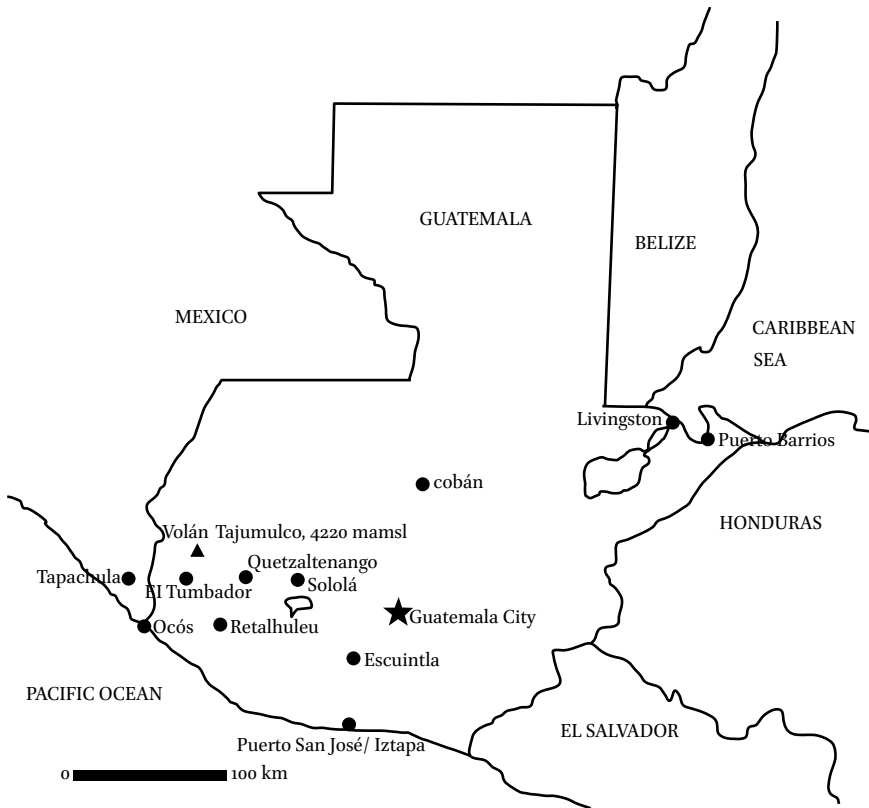 GUATEMALA
BELIZE
MEXICO
CARIBBEAN
SEA
Livingston
Puerto Barrios
cobán
HONDURAS
Volán Tajumulco, 4220 mamsl
Quetzaltenango
Tapachula
EI Tumbador
Sololá
Guatemala City
Ocós
Retalhuleu
Escuintla
PACIFIC OCEAN
EL SALVADOR
Puerto San José/ Iztapa
0 100 km